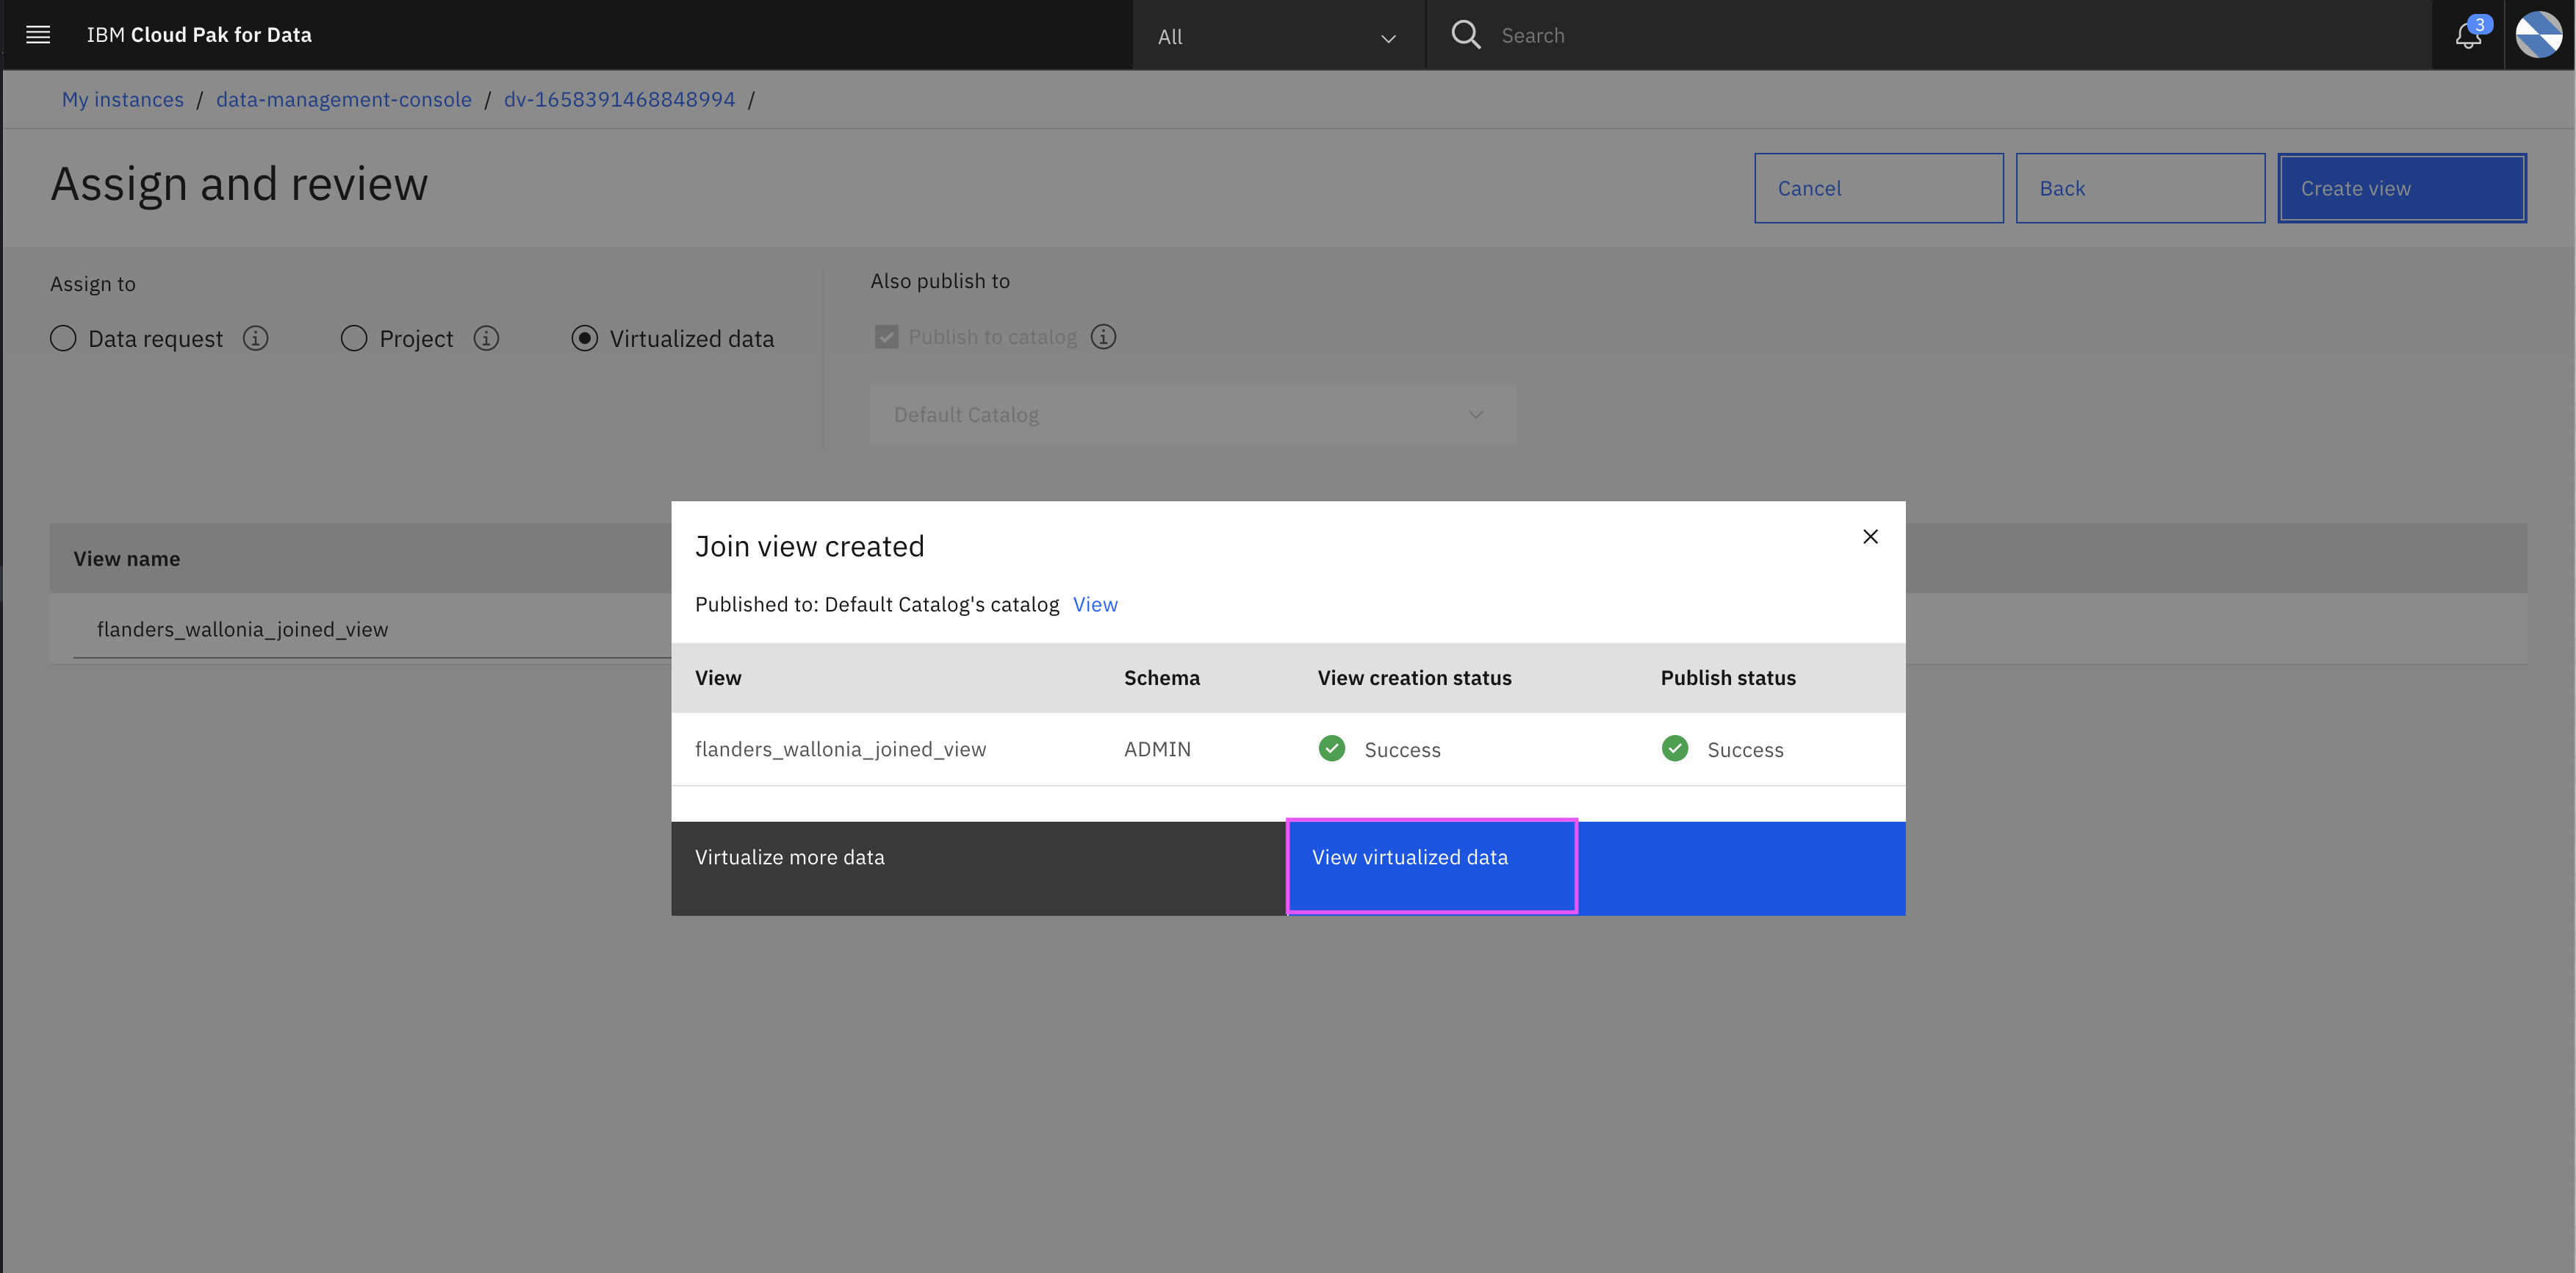 IBM Cloud Pak for Data
All
Search
3
My instances / data-management-console / dv-1658391468848994 /
Assign and review
Cancel
Back
Create view
Assign to
Data request
Project
Virtualized data
Also publish to
Publish to catalog
Default Catalog
View name
flanders_wallonia_joined_view
Join view created
Published to: Default Catalog's catalog View
View Schema View creation status Publish status
flanders_wallonia_joined_view ADMIN Success Success
Virtualize more data
View virtualized data